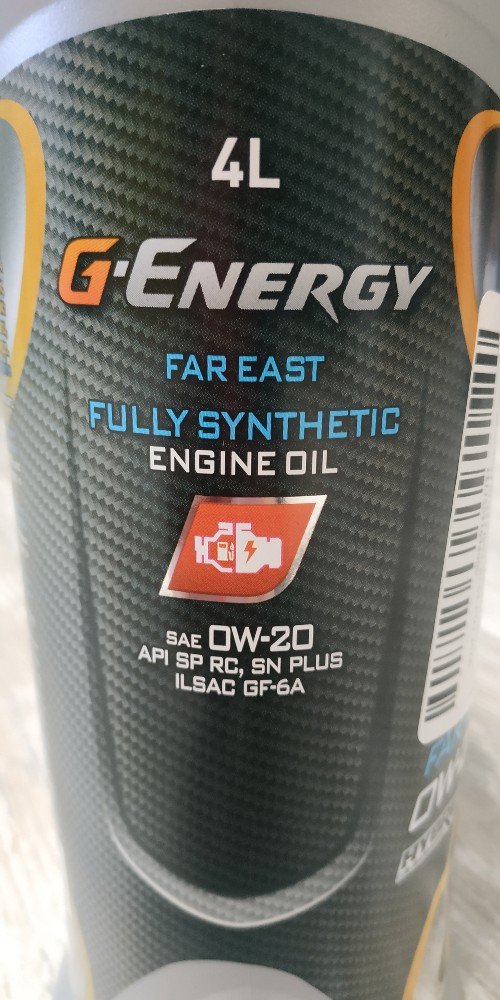 4L
G-ENERGY
FAR EAST
FULLY SYNTHETIC
ENGINE OIL
SAE 0W-20
API SP RC, SN PLUS
ILSAC GF-6A